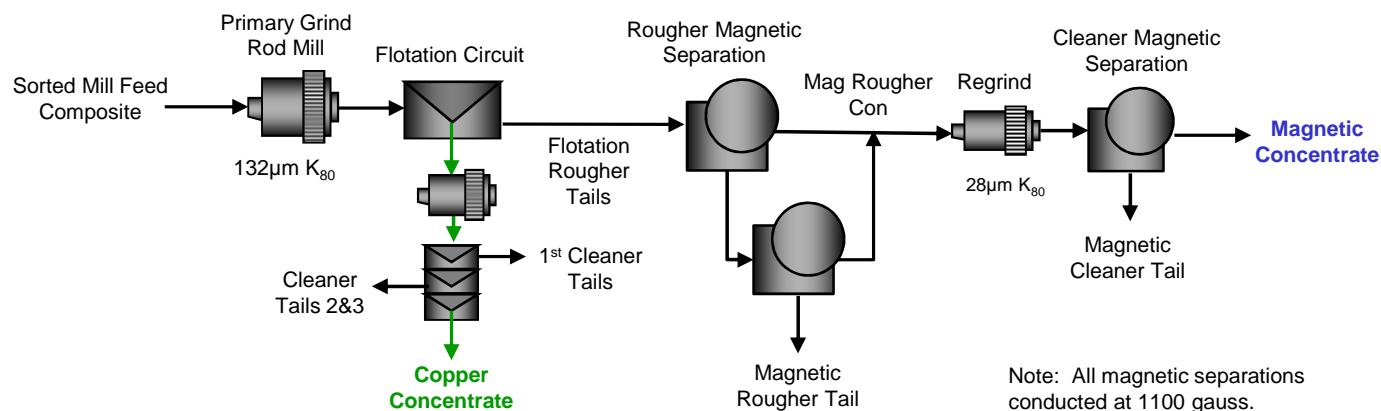 Sorted Mill Feed
Composite
Primary Grind
Rod Mill
132µm K80
Flotation Circuit
Flotation
Rougher
Tails
1st Cleaner
Tails
Cleaner
Tails 2&3
Copper
Concentrate
Rougher Magnetic
Separation
Mag Rougher
Con
Magnetic
Rougher Tail
Regrind
28µm K80
Cleaner Magnetic
Separation
Magnetic
Concentrate
Magnetic
Cleaner Tail
Note: All magnetic separations
conducted at 1100 gauss.